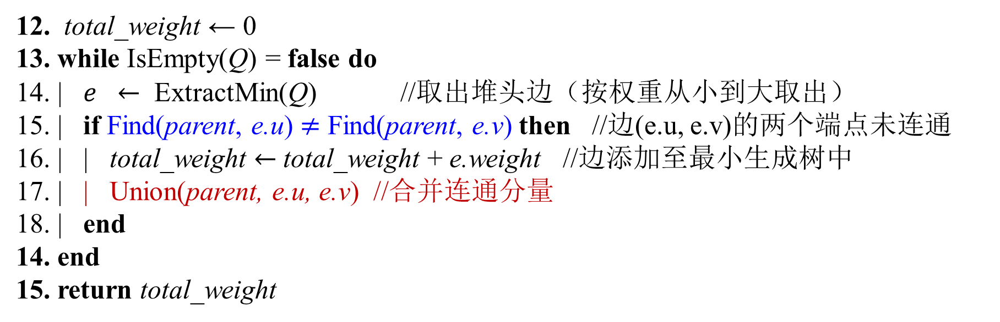 12. total_weight ← 0
13. while IsEmpty(Q) = false do
14. | e ← ExtractMin(Q) //取出堆头边（按权重从小到大取出）
15. | if Find(parent, e.u) ≠ Find(parent, e.v) then //边(e.u, e.v)的两个端点未连通
16. | | total_weight ← total_weight + e.weight //边添加至最小生成树中
17. | | Union(parent, e.u, e.v) //合并连通分量
18. | end
14. end
15. return total_weight